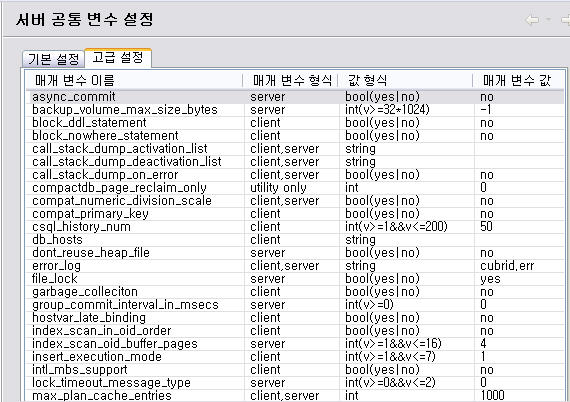 서버 공통 변수 설정
기본 설정 고급 설정
매개 변수 이름 매개 변수 형식 값 형식 매개 변수 값
async_commit server bool(yes|no) no
backup_volume_max_size_bytes server int(v>=32*1024) -1
block_ddl_statement client bool(yes|no) no
block_nowhere_statement client bool(yes|no) no
call_stack_dump_activation_list client,server string
call_stack_dump_deactivation_list client,server string
call_stack_dump_on_error client,server bool(yes|no) no
compactdb_page_reclaim_only utility only int 0
compat_numeric_division_scale client,server bool(yes|no) no
compat_primary_key client bool(yes|no) no
csql_history_num client int(v>=1&&v<=200) 50
db_hosts client string
dont_reuse_heap_file server bool(yes|no) no
error_log client,server string cubrid,err
file_lock server bool(yes|no) yes
garbage_colleciton client bool(yes|no) no
group_commit_interval_in_msecs server int(v>=0) 0
hostvar_late_binding client bool(yes|no) no
index_scan_in_oid_order client bool(yes|no) no
index_scan_oid_buffer_pages server int(v>=1&&v<=16) 4
insert_execution_mode client int(v>=1&&v<=7) 1
intl_mbs_support client bool(yes|no) no
lock_timeout_message_type server int(v>=0&&v<=2) 0
max_plan_cache_entries client,server int 1000